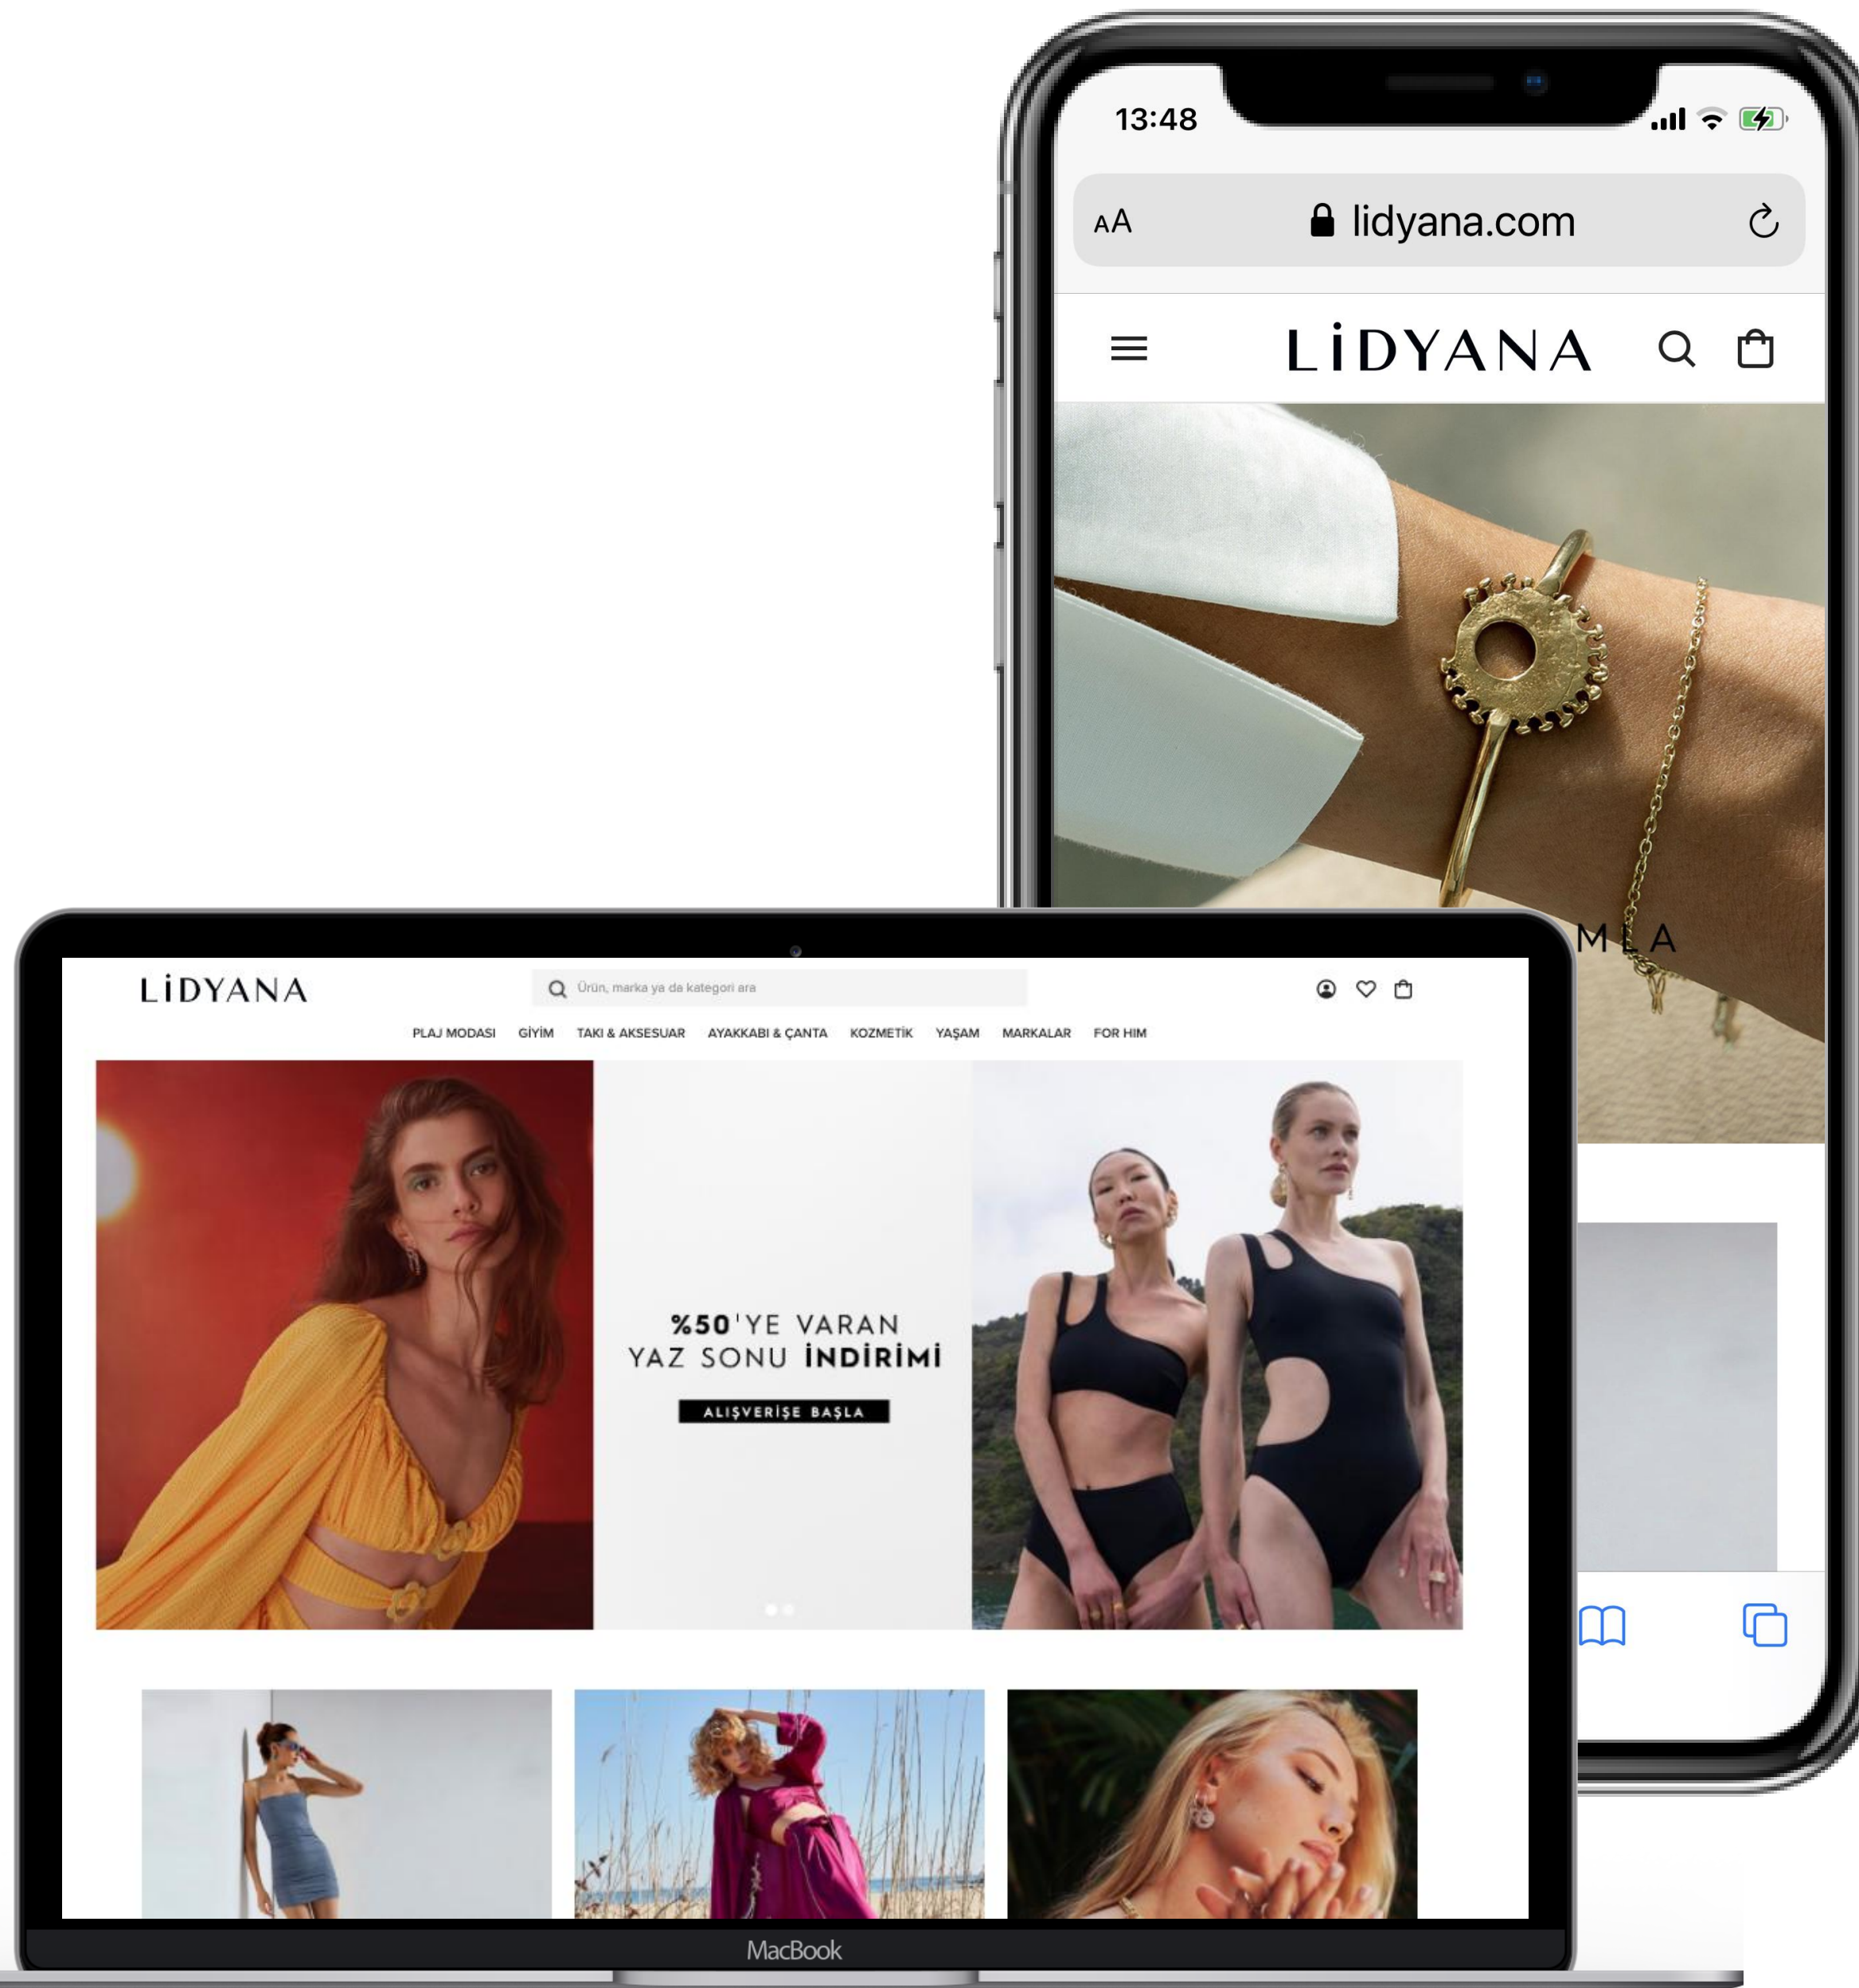 13:48
AA lidyana.com
LİDYANA
MLA
LİDYANA
Ürün, marka ya da kategori ara
PLAJ MODASI GİYİM TAKI & AKSESUAR AYAKKABI & ÇANTA KOZMETİK YAŞAM MARKALAR FOR HIM
%50'YE VARAN
YAZ SONU İNDİRİMİ
ALIŞVERİŞE BAŞLA
MacBook